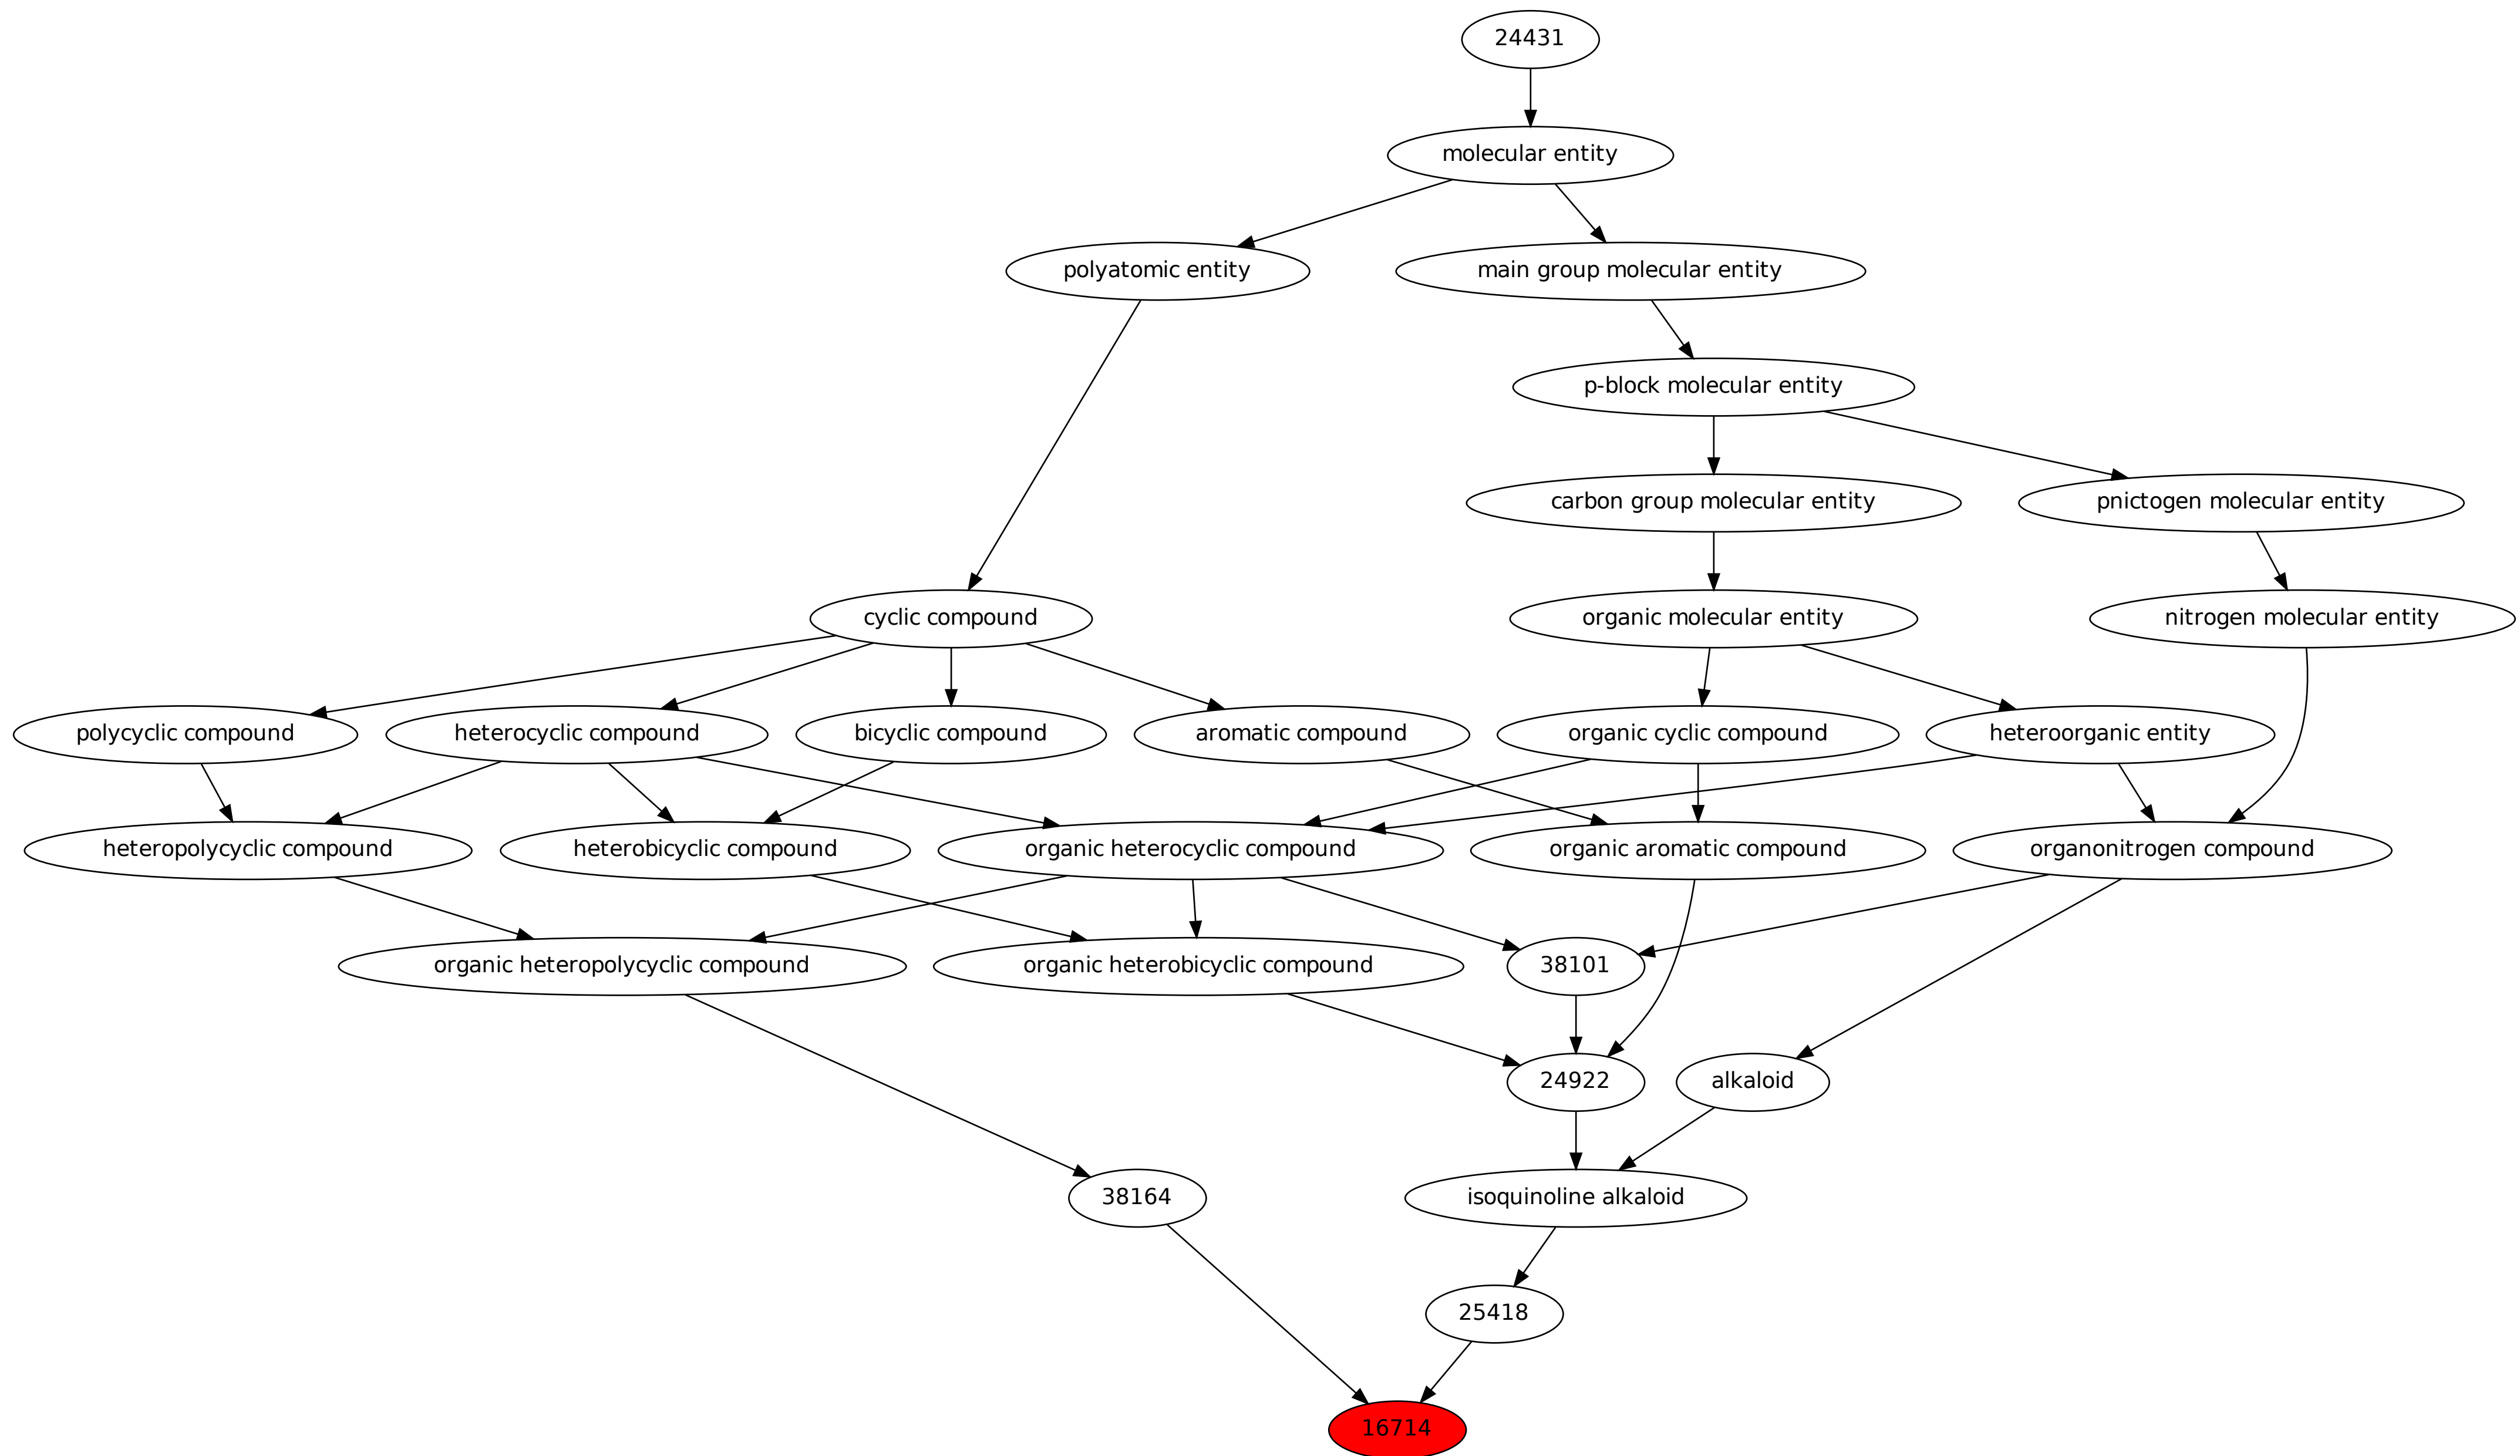 24431
molecular entity
polyatomic entity
main group molecular entity
p-block molecular entity
carbon group molecular entity
pnictogen molecular entity
cyclic compound
organic molecular entity
nitrogen molecular entity
polycyclic compound
heterocyclic compound
bicyclic compound
aromatic compound
organic cyclic compound
heteroorganic entity
heteropolycyclic compound
heterobicyclic compound
organic heterocyclic compound
organic aromatic compound
organonitrogen compound
organic heteropolycyclic compound
organic heterobicyclic compound
38101
24922
alkaloid
38164
isoquinoline alkaloid
25418
16714